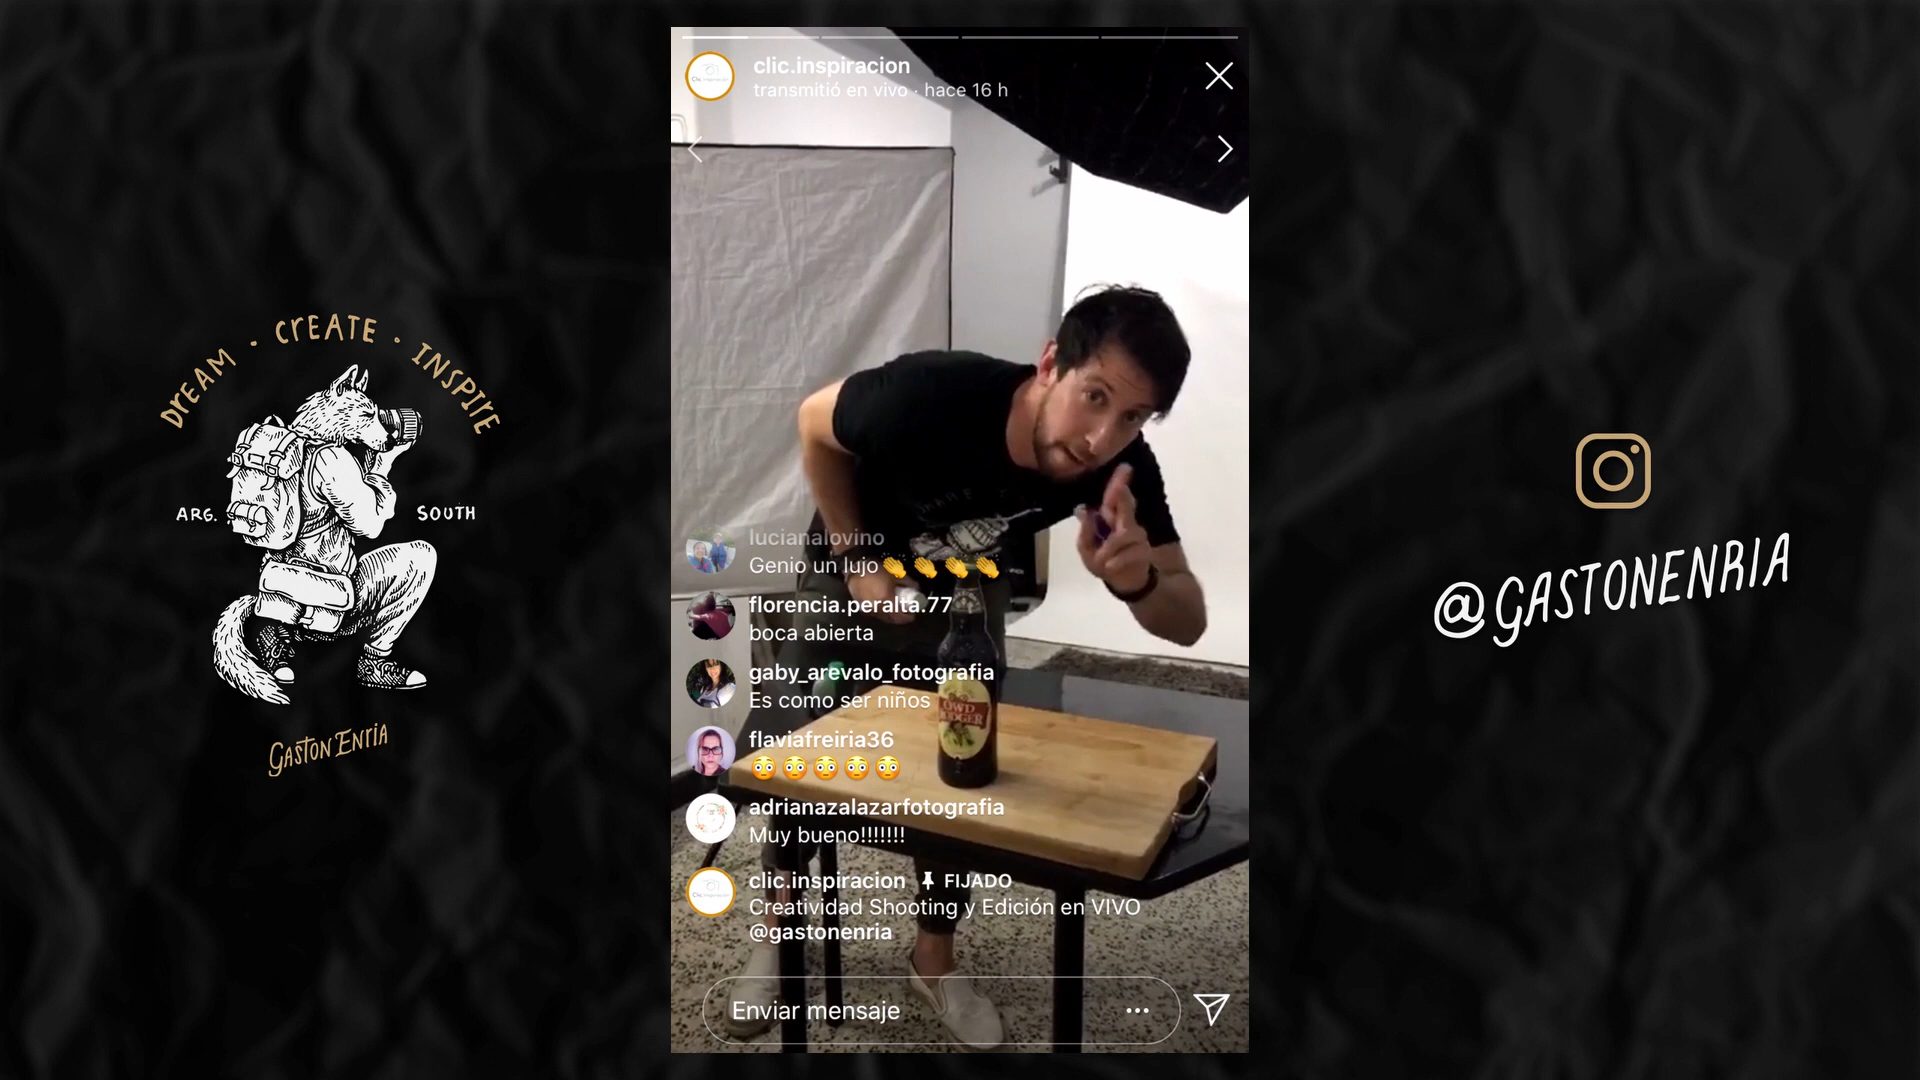 DREAM · CREATE · INSPIRE
ARG.
SOUTH
GASTON ENRIA
clic.inspiracion
transmitió en vivo · hace 16 h
lucianalovino
Genio un lujo👏👏👏👏
florencia.peralta.77
boca abierta
gaby_arevalo_fotografia
Es como ser niños
flaviafreiria36
😳😳😳😳😳
adrianazalazarfotografia
Muy bueno!!!!!!!
clic.inspiracion FIJADO
Creatividad Shooting y Edición en VIVO
@gastonenria
Enviar mensaje
OWD
RODGER
@GASTONENRIA